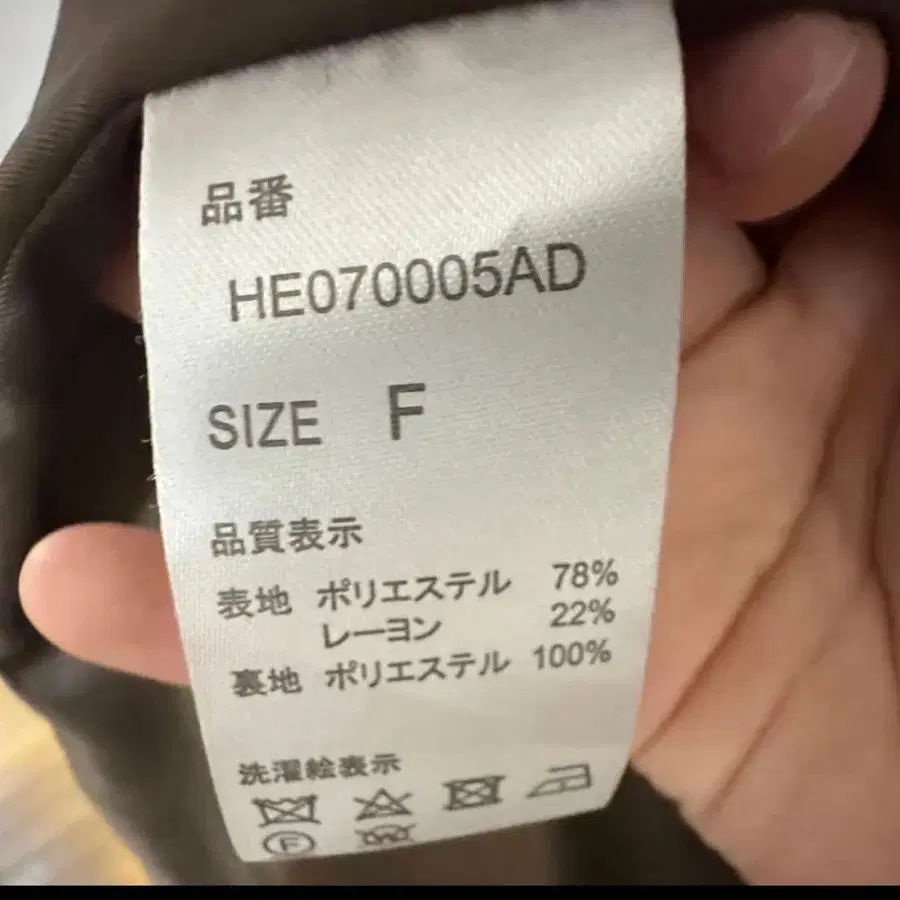 品番
HE070005AD
SIZE F
品質表示
表地 ポリエステル 78%
レーヨン 22%
裏地 ポリエステル 100%
洗濯絵表示
F